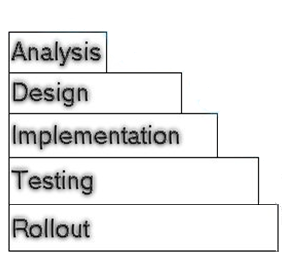 Analysis
Design
Implementation
Testing
Rollout